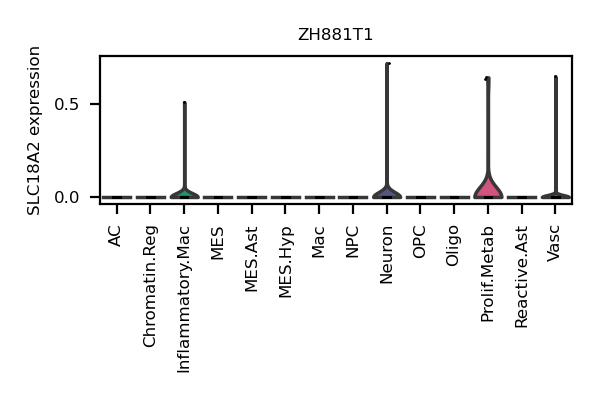 ZH881T1
SLC18A2 expression
0.5
0.0
AC
Chromatin.Reg
Inflammatory.Mac
MES
MES.Ast
MES.Hyp
Mac
NPC
Neuron
OPC
Oligo
Prolif.Metab
Reactive.Ast
Vasc